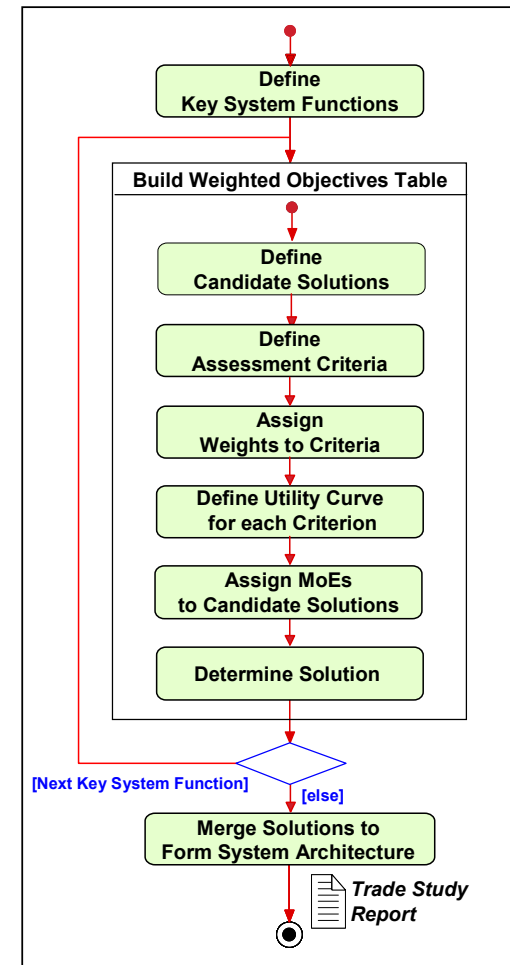 Define
Key System Functions
Build Weighted Objectives Table
Define
Candidate Solutions
Define
Assessment Criteria
Assign
Weights to Criteria
Define Utility Curve
for each Criterion
Assign MoEs
to Candidate Solutions
Determine Solution
[Next Key System Function]
[else]
Merge Solutions to
Form System Architecture
Trade Study
Report